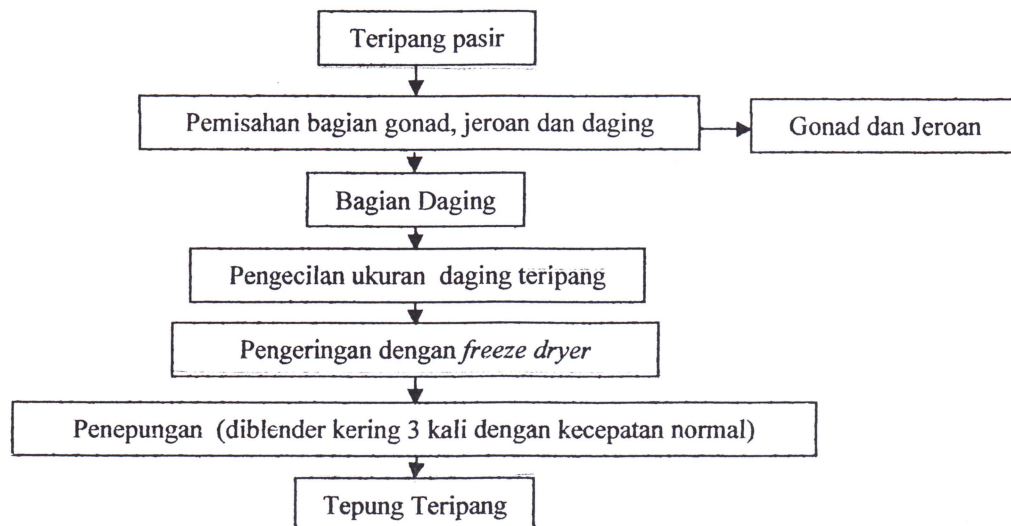 Teripang pasir
Pemisahan bagian gonad, jeroan dan daging
Gonad dan Jeroan
Bagian Daging
Pengecilan ukuran daging teripang
Pengeringan dengan freeze dryer
Penepungan (diblender kering 3 kali dengan kecepatan normal)
Tepung Teripang